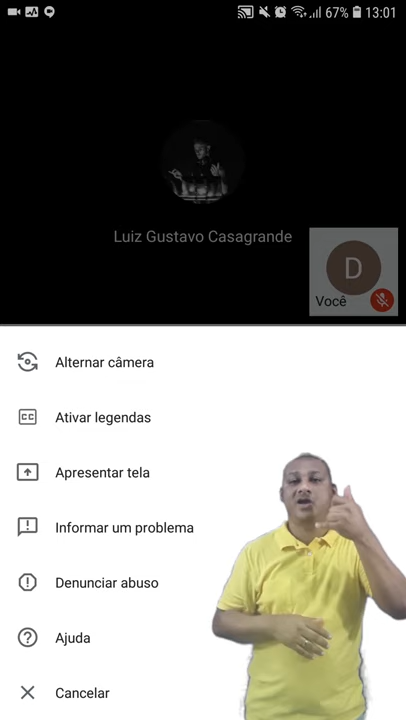 67% 13:01
Luiz Gustavo Casagrande
D
Você
Alternar câmera
CC
Ativar legendas
Apresentar tela
Informar um problema
Denunciar abuso
Ajuda
Cancelar